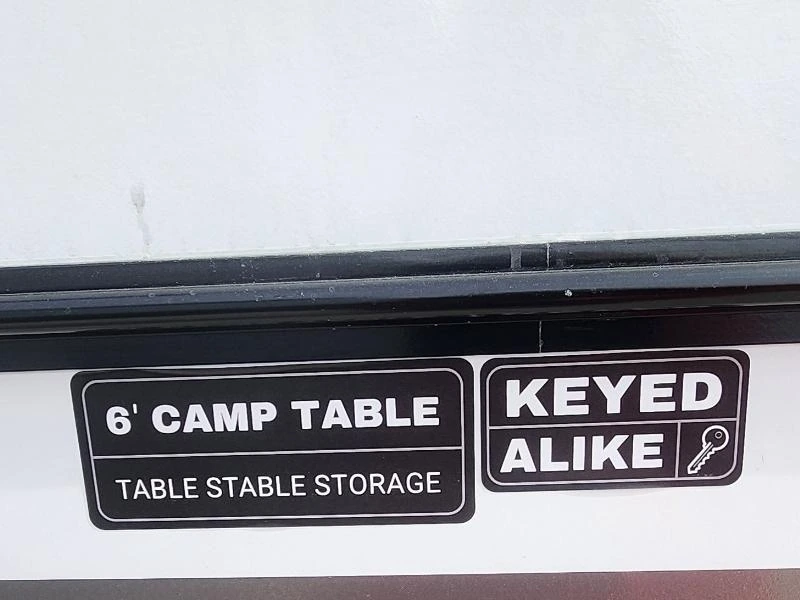 6' CAMP TABLE
TABLE STABLE STORAGE
KEYED
ALIKE